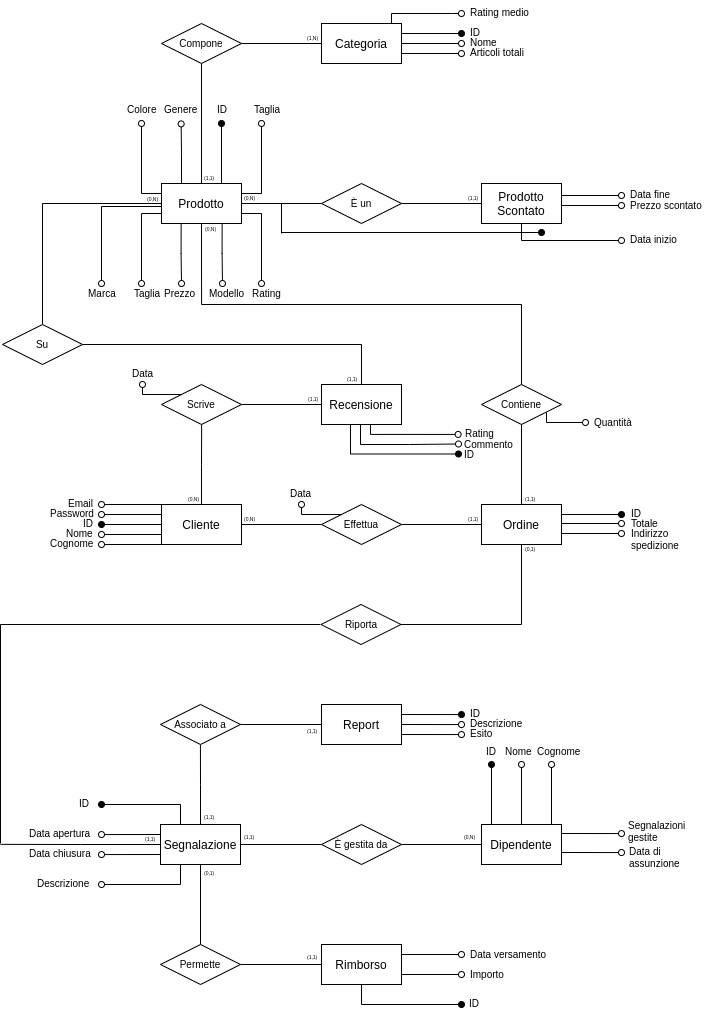 Rating medio
Compone
(1,N)
Categoria
ID
Nome
Articoli totali
Colore
Genere
ID
Taglia
(1,1)
(0,N)
Prodotto
(0,N)
È un
(1,1)
Prodotto
Scontato
Data fine
Prezzo scontato
(0,N)
Data inizio
Marca
Taglia
Prezzo
Modello
Rating
Su
Data
(1,1)
Scrive
(1,1)
Recensione
Contiene
Quantità
Rating
Commento
ID
Email
Password
ID
Nome
Cognome
(0,N)
Cliente
(0,N)
Data
Effettua
(1,1)
(1,1)
Ordine
ID
Totale
Indirizzo
spedizione
(0,1)
Riporta
Associato a
(1,1)
Report
ID
Descrizione
Esito
ID
Nome
Cognome
ID
(1,1)
Data apertura
(1,1)
Segnalazione
(1,1)
È gestita da
(0,N)
Dipendente
Segnalazioni
gestite
Data chiusura
Data di
assunzione
Descrizione
(0,1)
Permette
(1,1)
Rimborso
Data versamento
Importo
ID